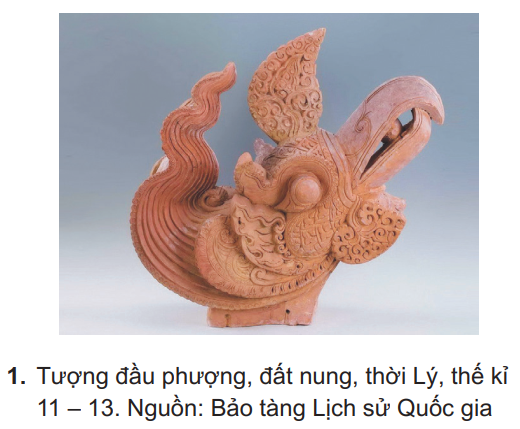 1. Tượng đầu phượng, đất nung, thời Lý, thế kỉ
11 – 13. Nguồn: Bảo tàng Lịch sử Quốc gia